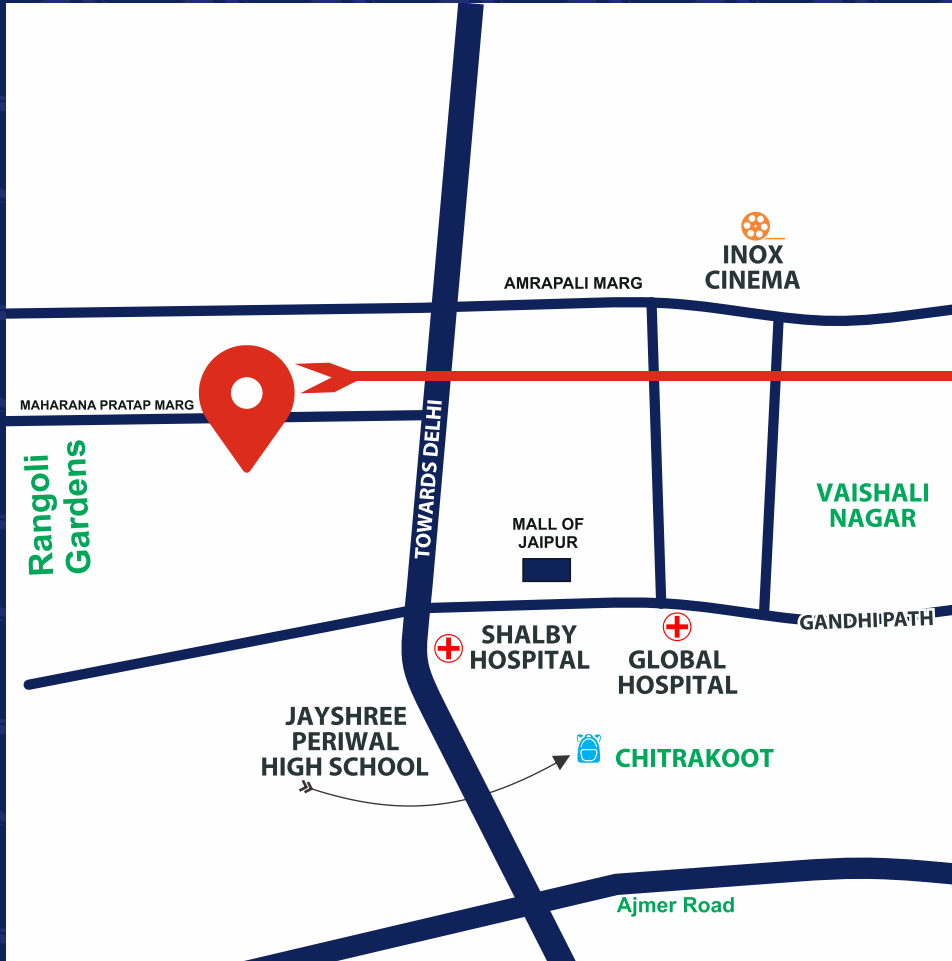 INOX
CINEMA
AMRAPALI MARG
MAHARANA PRATAP MARG
TOWARDS DELHI
Rangoli
Gardens
VAISHALI
NAGAR
MALL OF
JAIPUR
GANDHI PATH
SHALBY
HOSPITAL
GLOBAL
HOSPITAL
JAYSHREE
PERIWAL
HIGH SCHOOL
CHITRAKOOT
Ajmer Road